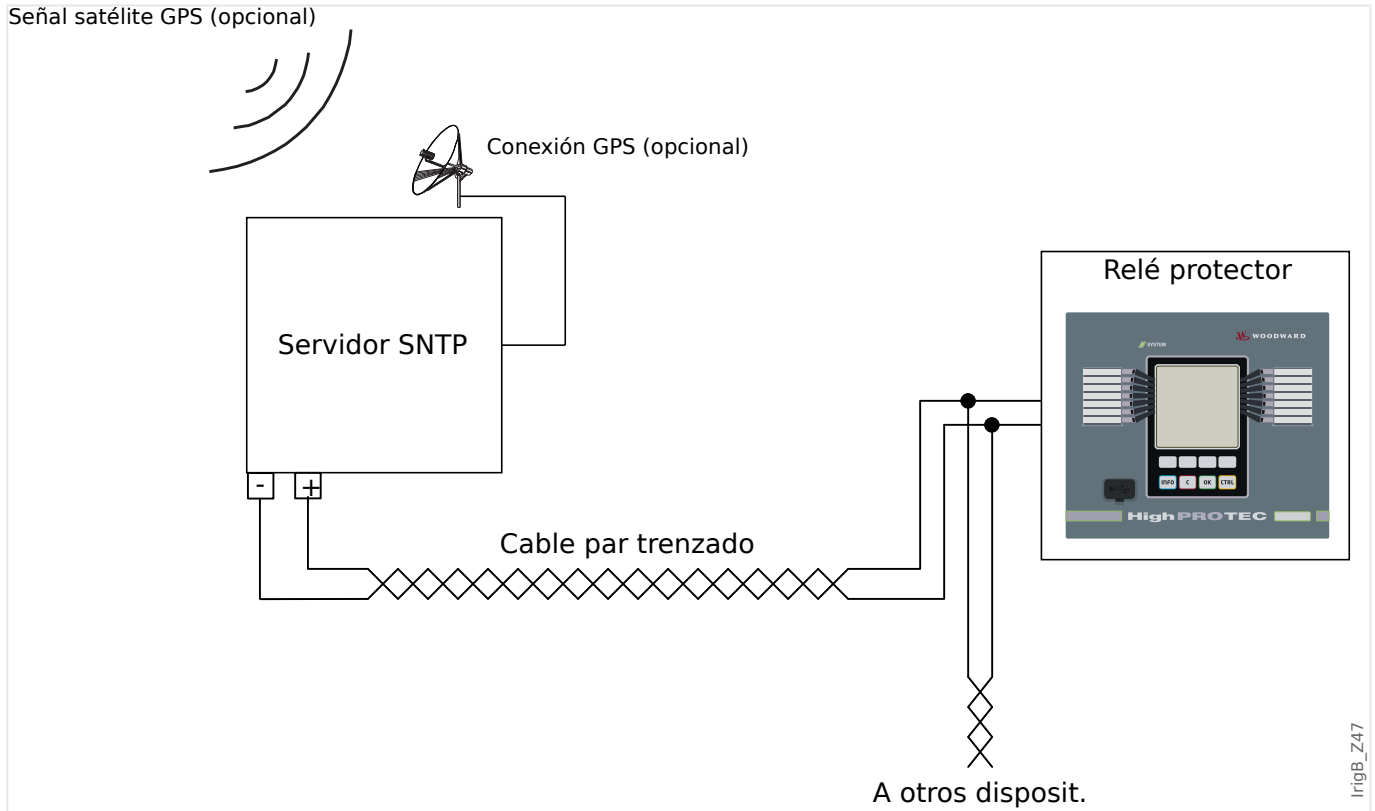 Señal satélite GPS (opcional)
Conexión GPS (opcional)
Servidor SNTP
- +
Cable par trenzado
Relé protector
WOODWARD
SYSTEM
INFO C OK CTRL
HighPROTEC
A otros disposit.
IrigB_Z47